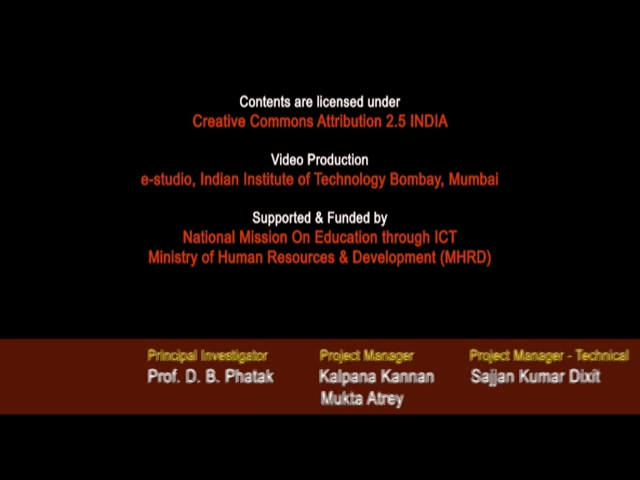 Contents are licensed under
Creative Commons Attribution 2.5 INDIA
Video Production
e-studio, Indian Institute of Technology Bombay, Mumbai
Supported & Funded by
National Mission On Education through ICT
Ministry of Human Resources & Development (MHRD)
Principal Investigator
Prof. D. B. Phatak
Project Manager
Kalpana Kannan
Mukta Atrey
Project Manager - Technical
Sajjan Kumar Dixit